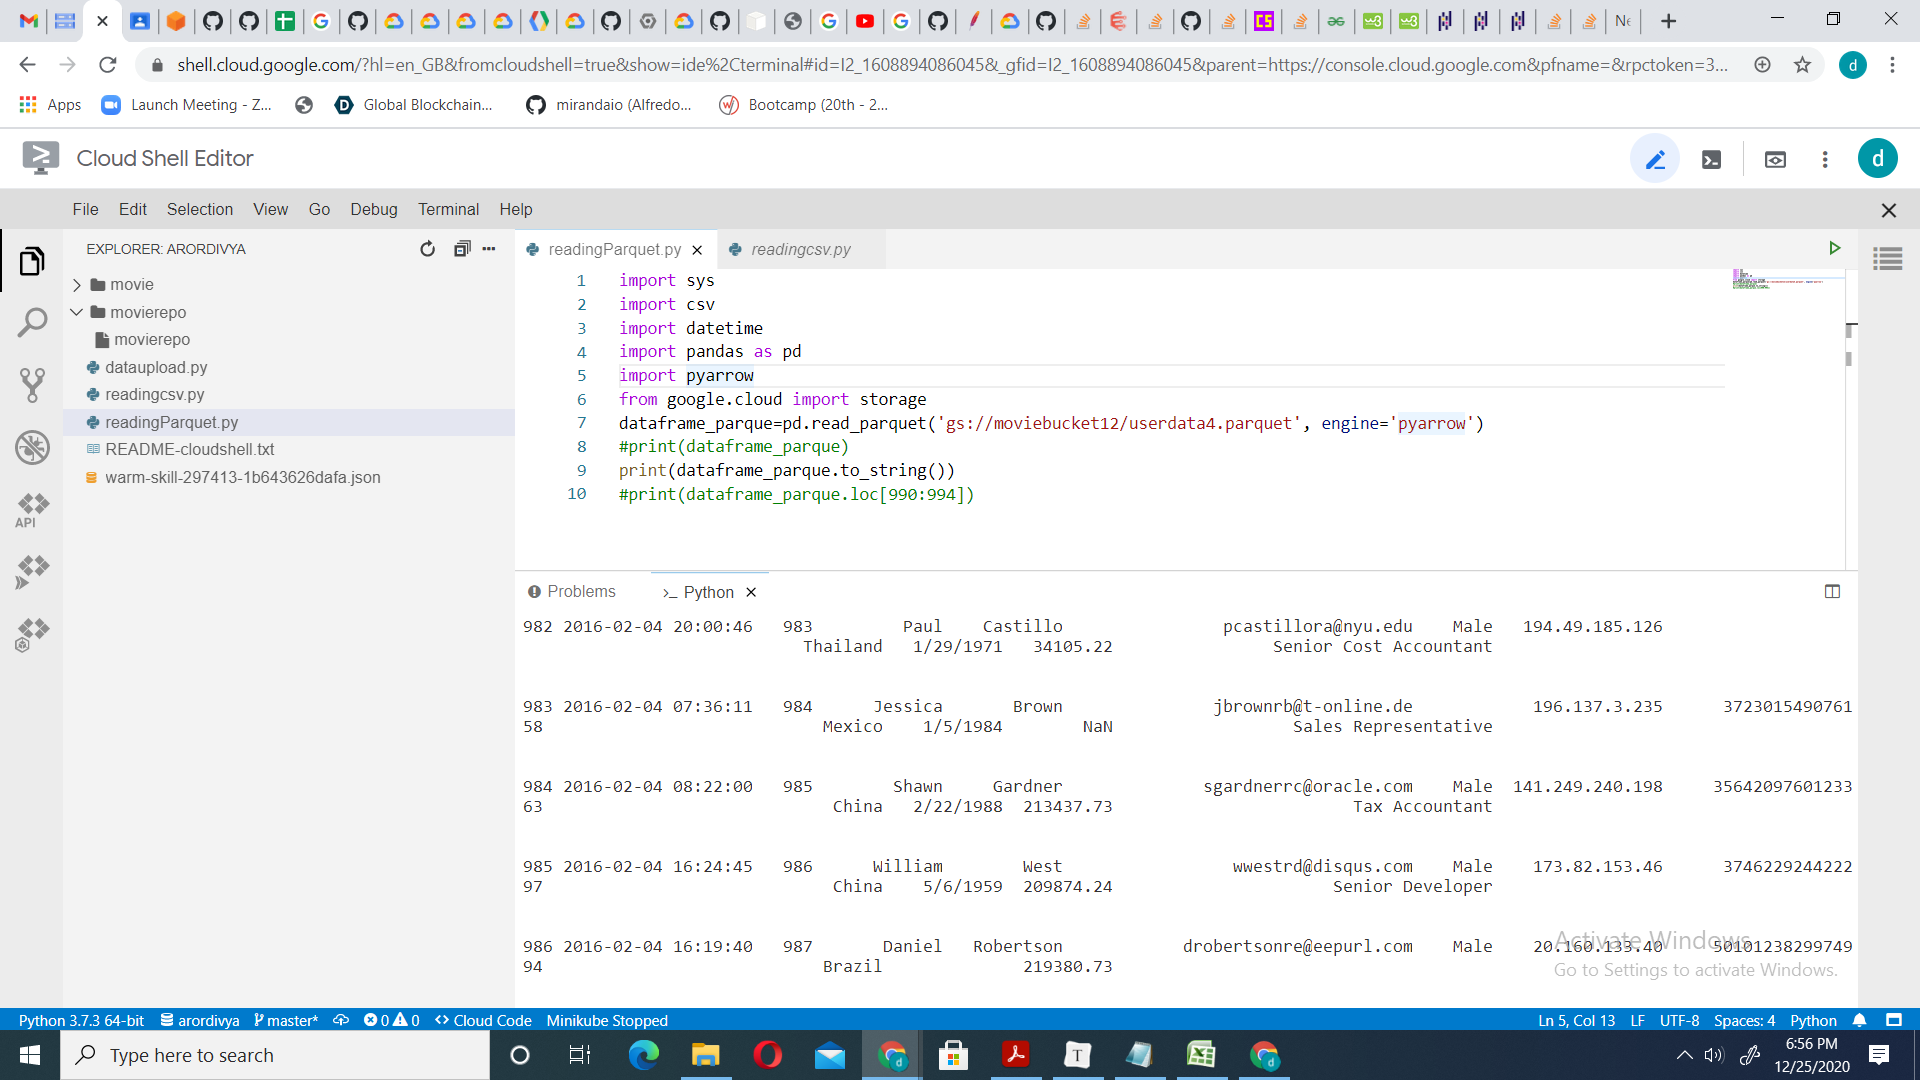 Ne
shell.cloud.google.com/?hl=en_GB&fromcloudshell=true&show=ide%2Cterminal#id=I2_1608894086045&_gfid=I2_1608894086045&parent=https://console.cloud.google.com&pfname=&rpctoken=3...
d
Apps Launch Meeting - Z... Global Blockchain... mirandaio (Alfredo... Bootcamp (20th - 2...
Cloud Shell Editor
d
File Edit Selection View Go Debug Terminal Help
EXPLORER: ARORDIVYA
readingParquet.py readingcsv.py
movie
movierepo
movierepo
dataupload.py
readingcsv.py
readingParquet.py
README-cloudshell.txt
warm-skill-297413-1b643626dafa.json
API
1 import sys
2 import csv
3 import datetime
4 import pandas as pd
5 import pyarrow
6 from google.cloud import storage
7 dataframe_parque=pd.read_parquet('gs://moviebucket12/userdata4.parquet', engine='pyarrow')
8 #print(dataframe_parque)
9 print(dataframe_parque.to_string())
10 #print(dataframe_parque.loc[990:994])
Problems >_ Python
982 2016-02-04 20:00:46 983 Paul Castillo pcastillora@nyu.edu Male 194.49.185.126
Thailand 1/29/1971 34105.22 Senior Cost Accountant
983 2016-02-04 07:36:11 984 Jessica Brown jbrownrb@t-online.de 196.137.3.235 3723015490761
58 Mexico 1/5/1984 NaN Sales Representative
984 2016-02-04 08:22:00 985 Shawn Gardner sgardnerrc@oracle.com Male 141.249.240.198 35642097601233
63 China 2/22/1988 213437.73 Tax Accountant
985 2016-02-04 16:24:45 986 William West wwestrd@disqus.com Male 173.82.153.46 3746229244222
97 China 5/6/1959 209874.24 Senior Developer
986 2016-02-04 16:19:40 987 Daniel Robertson drobertsonre@eepurl.com Male 20.160.133.40 50101238299749
94 Brazil 219380.73
Activate Windows
Go to Settings to activate Windows.
Python 3.7.3 64-bit arordivya master* 0 0 Cloud Code Minikube Stopped Ln 5, Col 13 LF UTF-8 Spaces: 4 Python
Type here to search
6:56 PM
12/25/2020